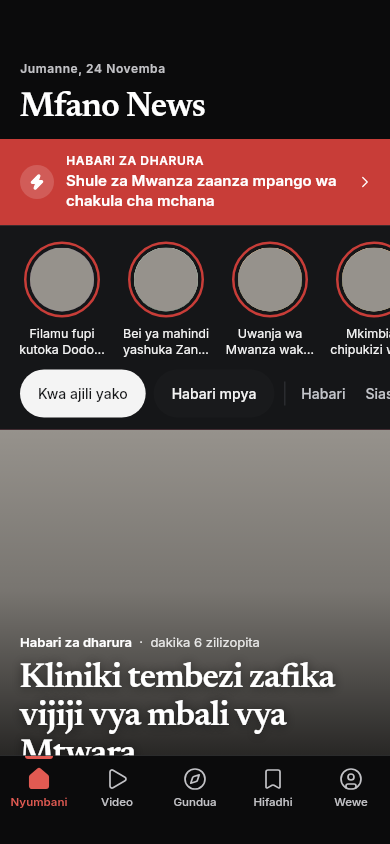 Jumanne, 24 Novemba
Mfano News
HABARI ZA DHARURA
Shule za Mwanza zaanza mpango wa
chakula cha mchana
Filamu fupi
kutoka Dodo...
Bei ya mahindi
yashuka Zan...
Uwanja wa
Mwanza wak...
Mkimbia
chipukizi
Kwa ajili yako
Habari mpya
Habari
Sias
Habari za dharura · dakika 6 zilizopita
Kliniki tembezi zafika
vijiji vya mbali vya
Mtwara
Nyumbani
Video
Gundua
Hifadhi
Wewe